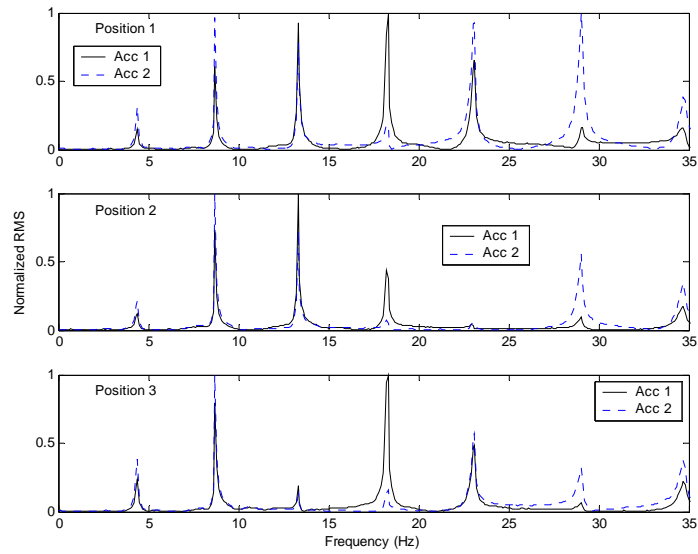 Position 1
Acc 1
Acc 2
1
0.5
0
0 5 10 15 20 25 30 35
Position 2
Acc 1
Acc 2
Normalized RMS
1
0.5
0
0 5 10 15 20 25 30 35
Position 3
Acc 1
Acc 2
1
0.5
0
0 5 10 15 20 25 30 35
Frequency (Hz)